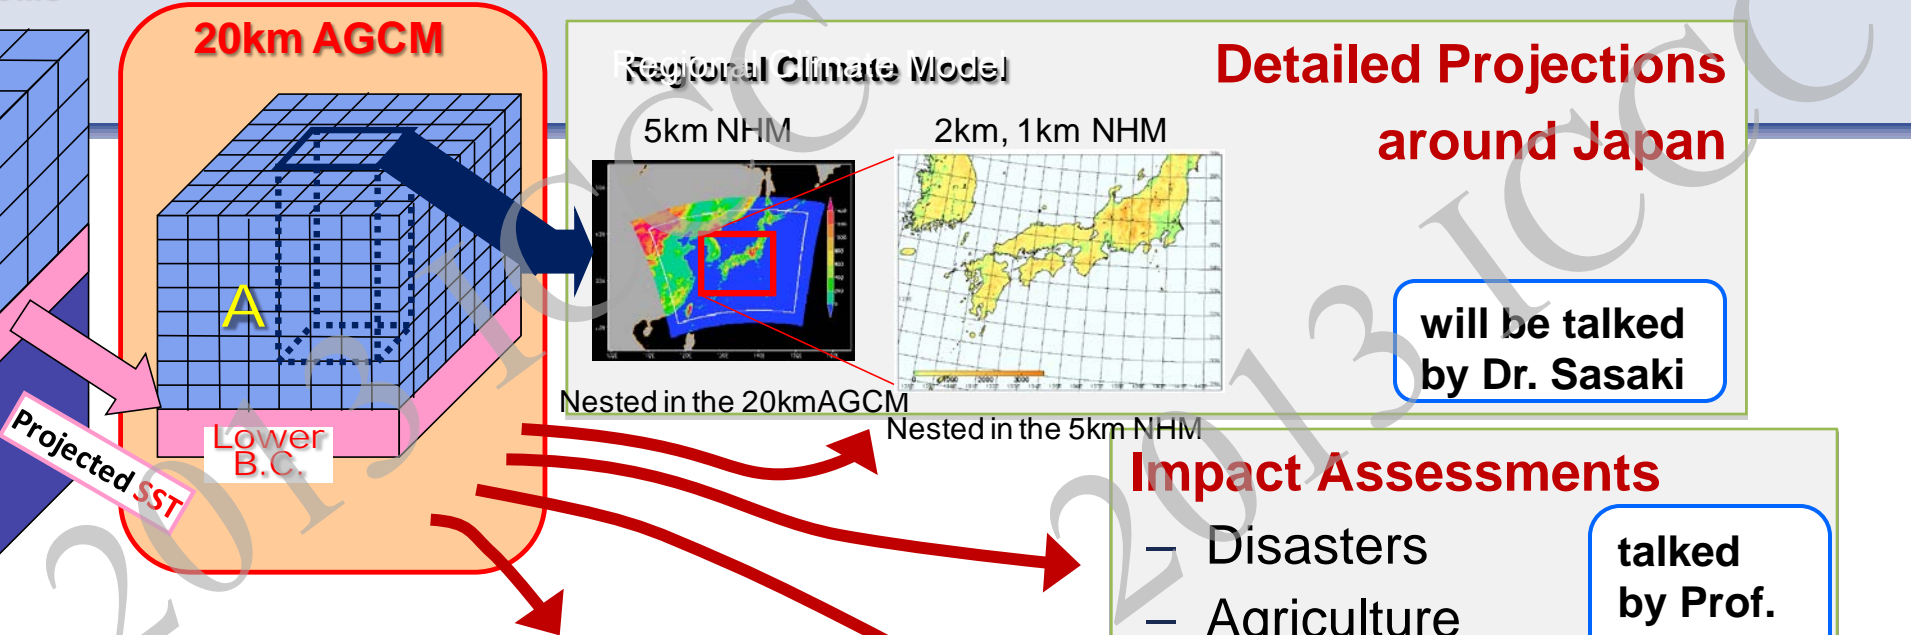 20km AGCM
A
Lower
B.C.
Projected SST
Regional Climate Model
Detailed Projections
around Japan
5km NHM
2km, 1km NHM
will be talked
by Dr. Sasaki
Nested in the 20kmAGCM
Nested in the 5km NHM
Impact Assessments
– Disasters
– Agriculture
talked
by Prof.
2013 ICCC
2013 ICCC